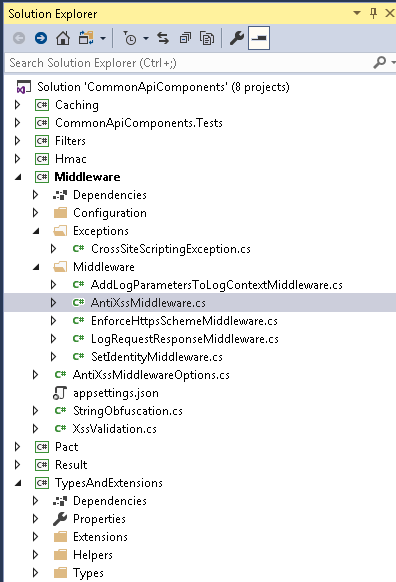 Solution Explorer
Search Solution Explorer (Ctrl+;)
Solution 'CommonApiComponents' (8 projects)
C# Caching
C# CommonApiComponents.Tests
C# Filters
C# Hmac
C# Middleware
Dependencies
Configuration
Exceptions
C# CrossSiteScriptingException.cs
Middleware
C# AddLogParametersToLogContextMiddleware.cs
C# AntiXssMiddleware.cs
C# EnforceHttpsSchemeMiddleware.cs
C# LogRequestResponseMiddleware.cs
C# SetIdentityMiddleware.cs
C# AntiXssMiddlewareOptions.cs
appsettings.json
C# StringObfuscation.cs
C# XssValidation.cs
C# Pact
C# Result
C# TypesAndExtensions
Dependencies
Properties
Extensions
Helpers
Types